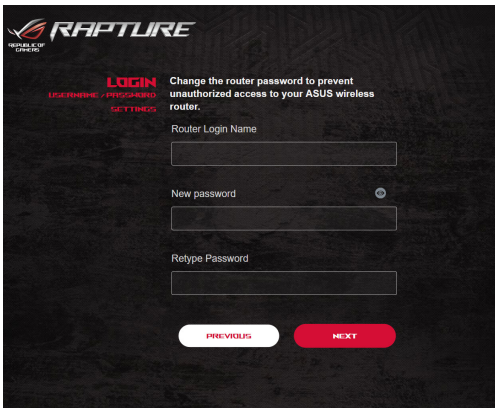 RAPTURE
REPUBLIC OF
GAMERS
LOGIN
USERNAME / PASSWORD
SETTINGS
Change the router password to prevent
unauthorized access to your ASUS wireless
router.
Router Login Name
New password
Retype Password
PREVIOUS
NEXT